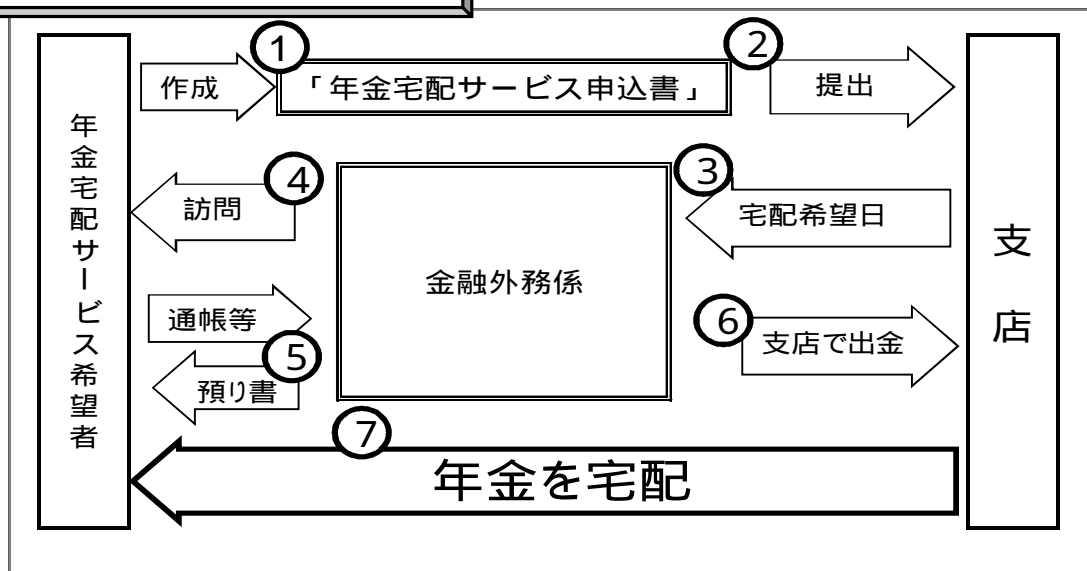 ①
②
作成
「年金宅配サービス申込書」
提出
年金宅配サービス希望者
④
訪問
③
宅配希望日
支店
金融外務係
通帳等
⑤
預り書
⑥
支店で出金
⑦
年金を宅配